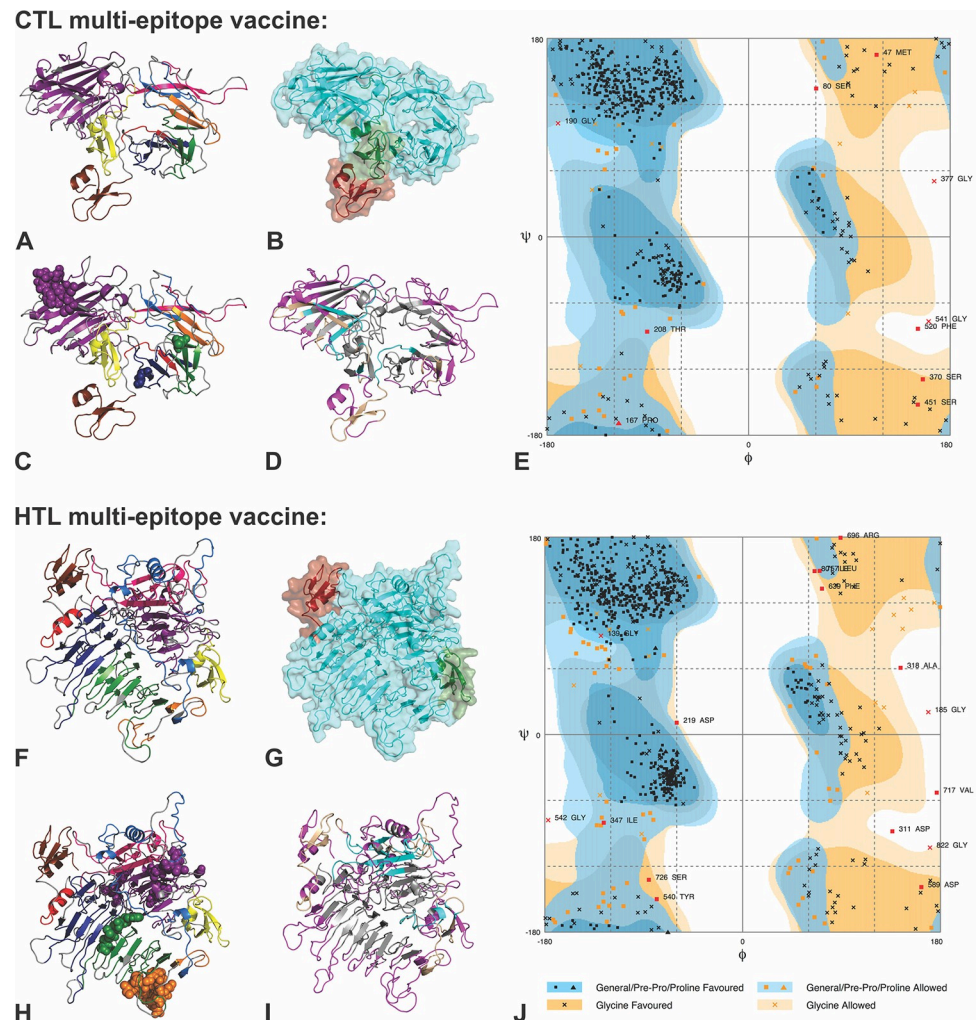 CTL multi-epitope vaccine:
A
B
C
D
E
180
ψ
0
-180
-180
0
180
ϕ
47 MET
80 SER
190 GLY
377 GLY
541 GLY
520 PHE
208 THR
370 SER
451 SER
167 PRO
HTL multi-epitope vaccine:
F
G
H
I
J
180
ψ
0
-180
-180
0
180
ϕ
696 ARG
639 PHE
139 GLY
318 ALA
185 GLY
219 ASP
717 VAL
542 GLY
347 ILE
311 ASP
822 GLY
726 SER
589 ASP
540 TYR
General/Pre-Pro/Proline Favoured
General/Pre-Pro/Proline Allowed
Glycine Favoured
Glycine Allowed